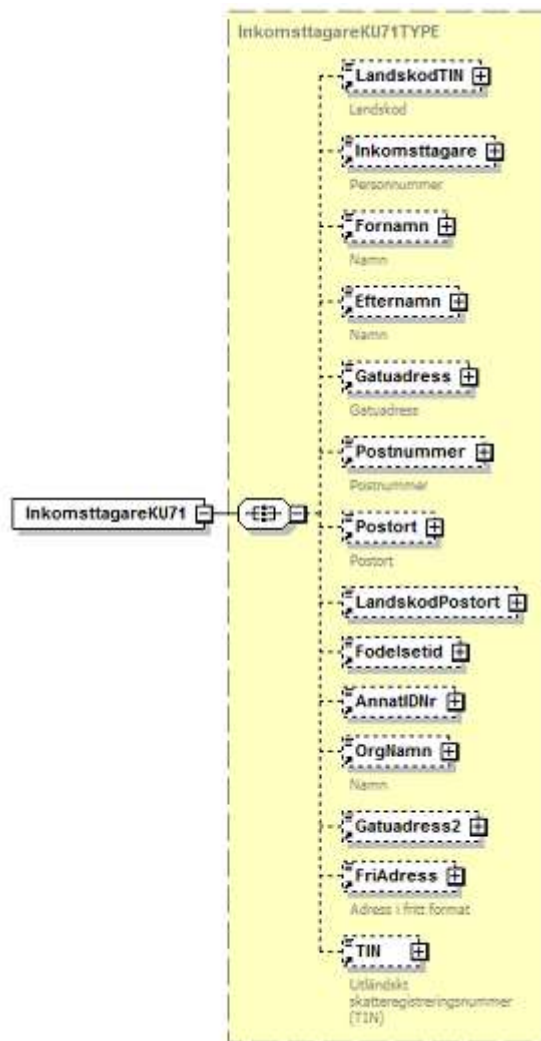 InkomsttagareKU71TYPE
LandskodTIN
Landskod
Inkomsttagare
Personnummer
Fornamn
Namn
Efternamn
Namn
Gatuadress
Gatuadress
Postnummer
Postnummer
InkomsttagareKU71
Postort
Postort
LandskodPostort
Fodelsetid
AnnatIDNr
OrgNamn
Namn
Gatuadress2
FriAdress
Adress i fritt format
TIN
Utländskt
skatteregistreringsnummer
(TIN)